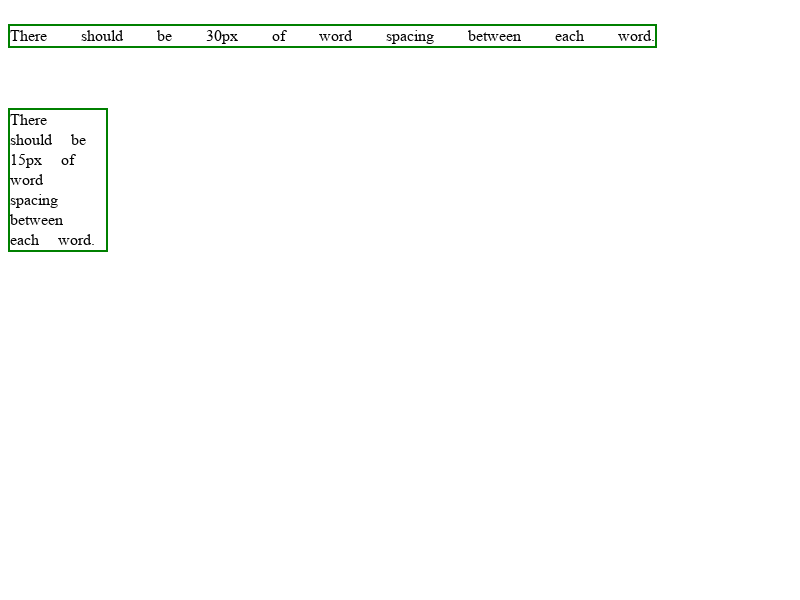 There should be 30px of word spacing between each word.
There
should be
15px of
word
spacing
between
each word.